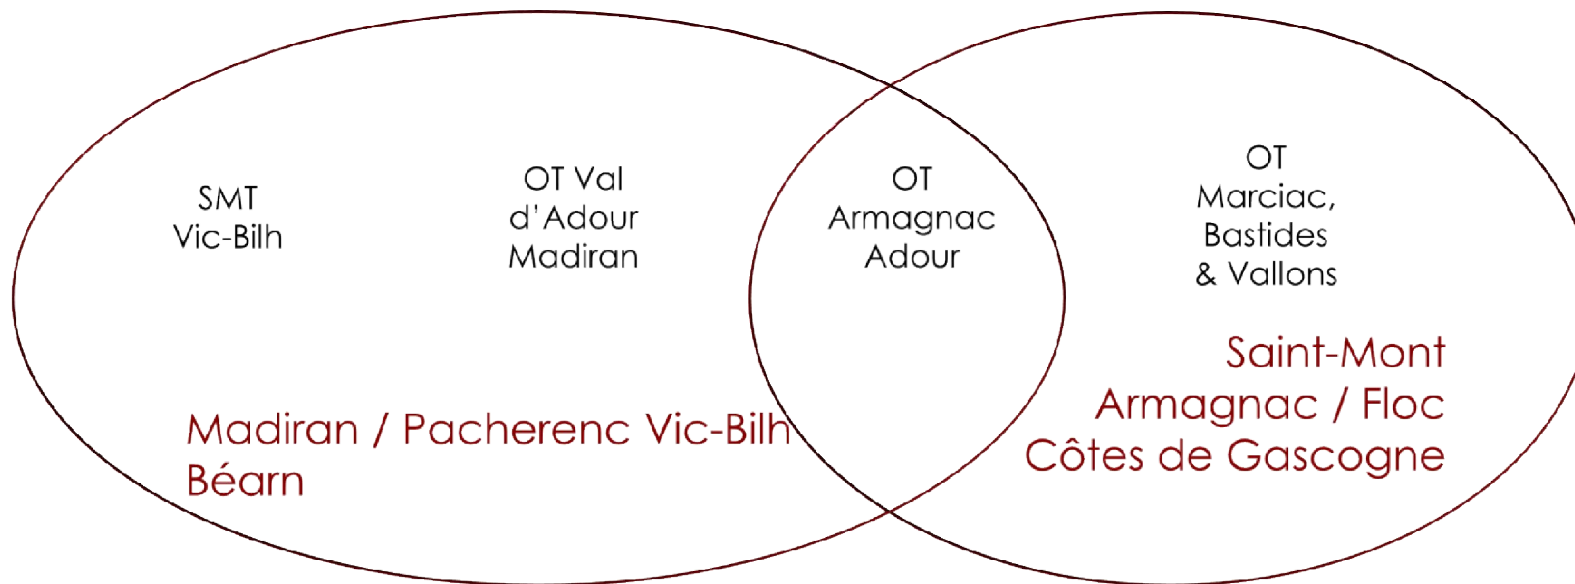 SMT
Vic-Bilh
OT Val
d'Adour
Madiran
OT
Armagnac
Adour
OT
Marciac,
Bastides
& Vallons
Madiran / Pacherenc Vic-Bilh
Béarn
Saint-Mont
Armagnac / Floc
Côtes de Gascogne